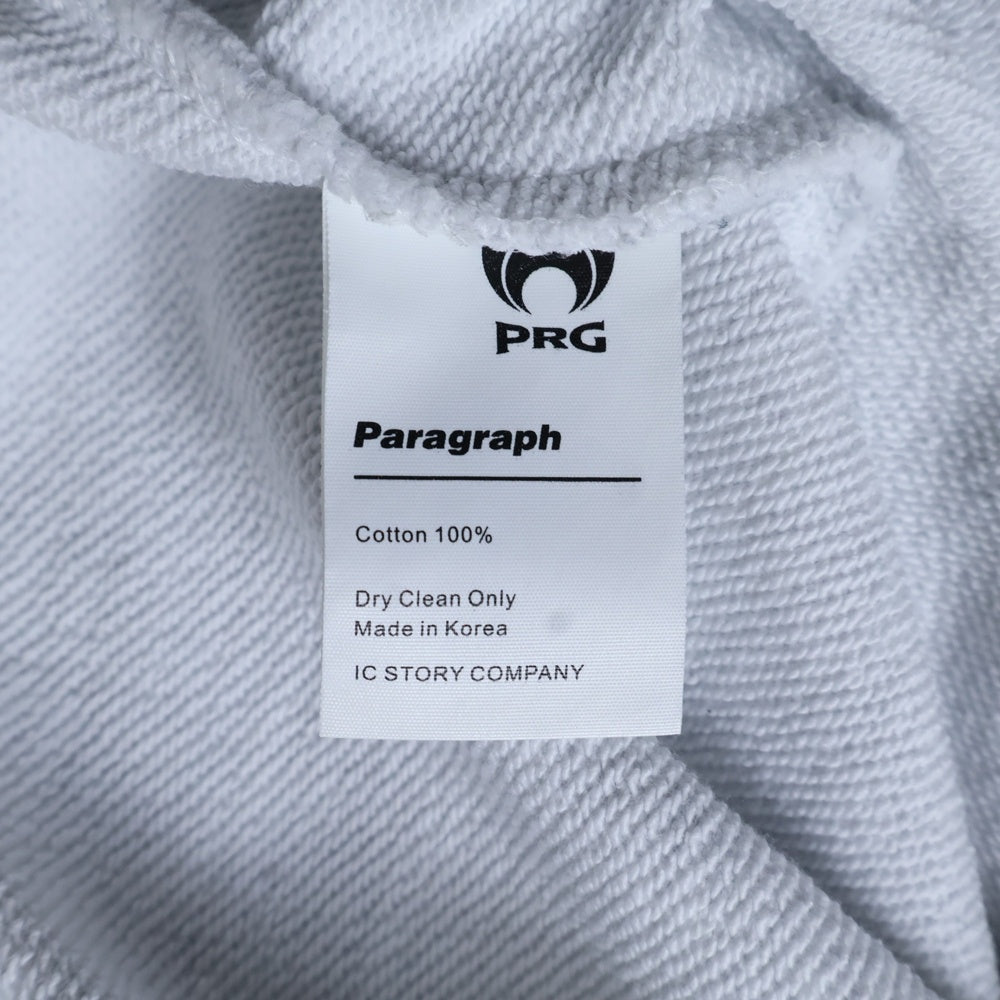 PRG
Paragraph
Cotton 100%
Dry Clean Only
Made in Korea
IC STORY COMPANY